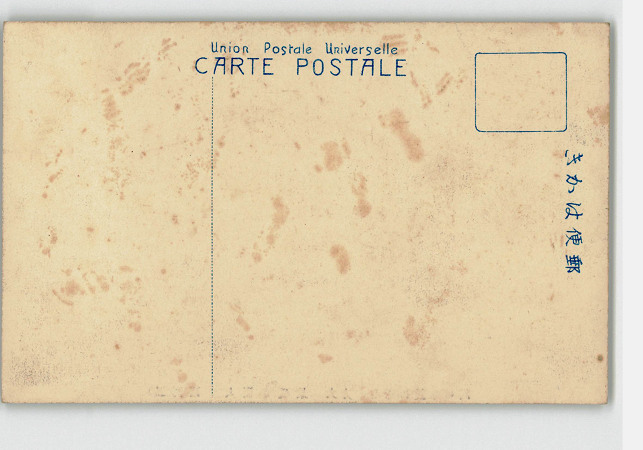 Union Postale Universelle
CARTE POSTALE
郵便はかき